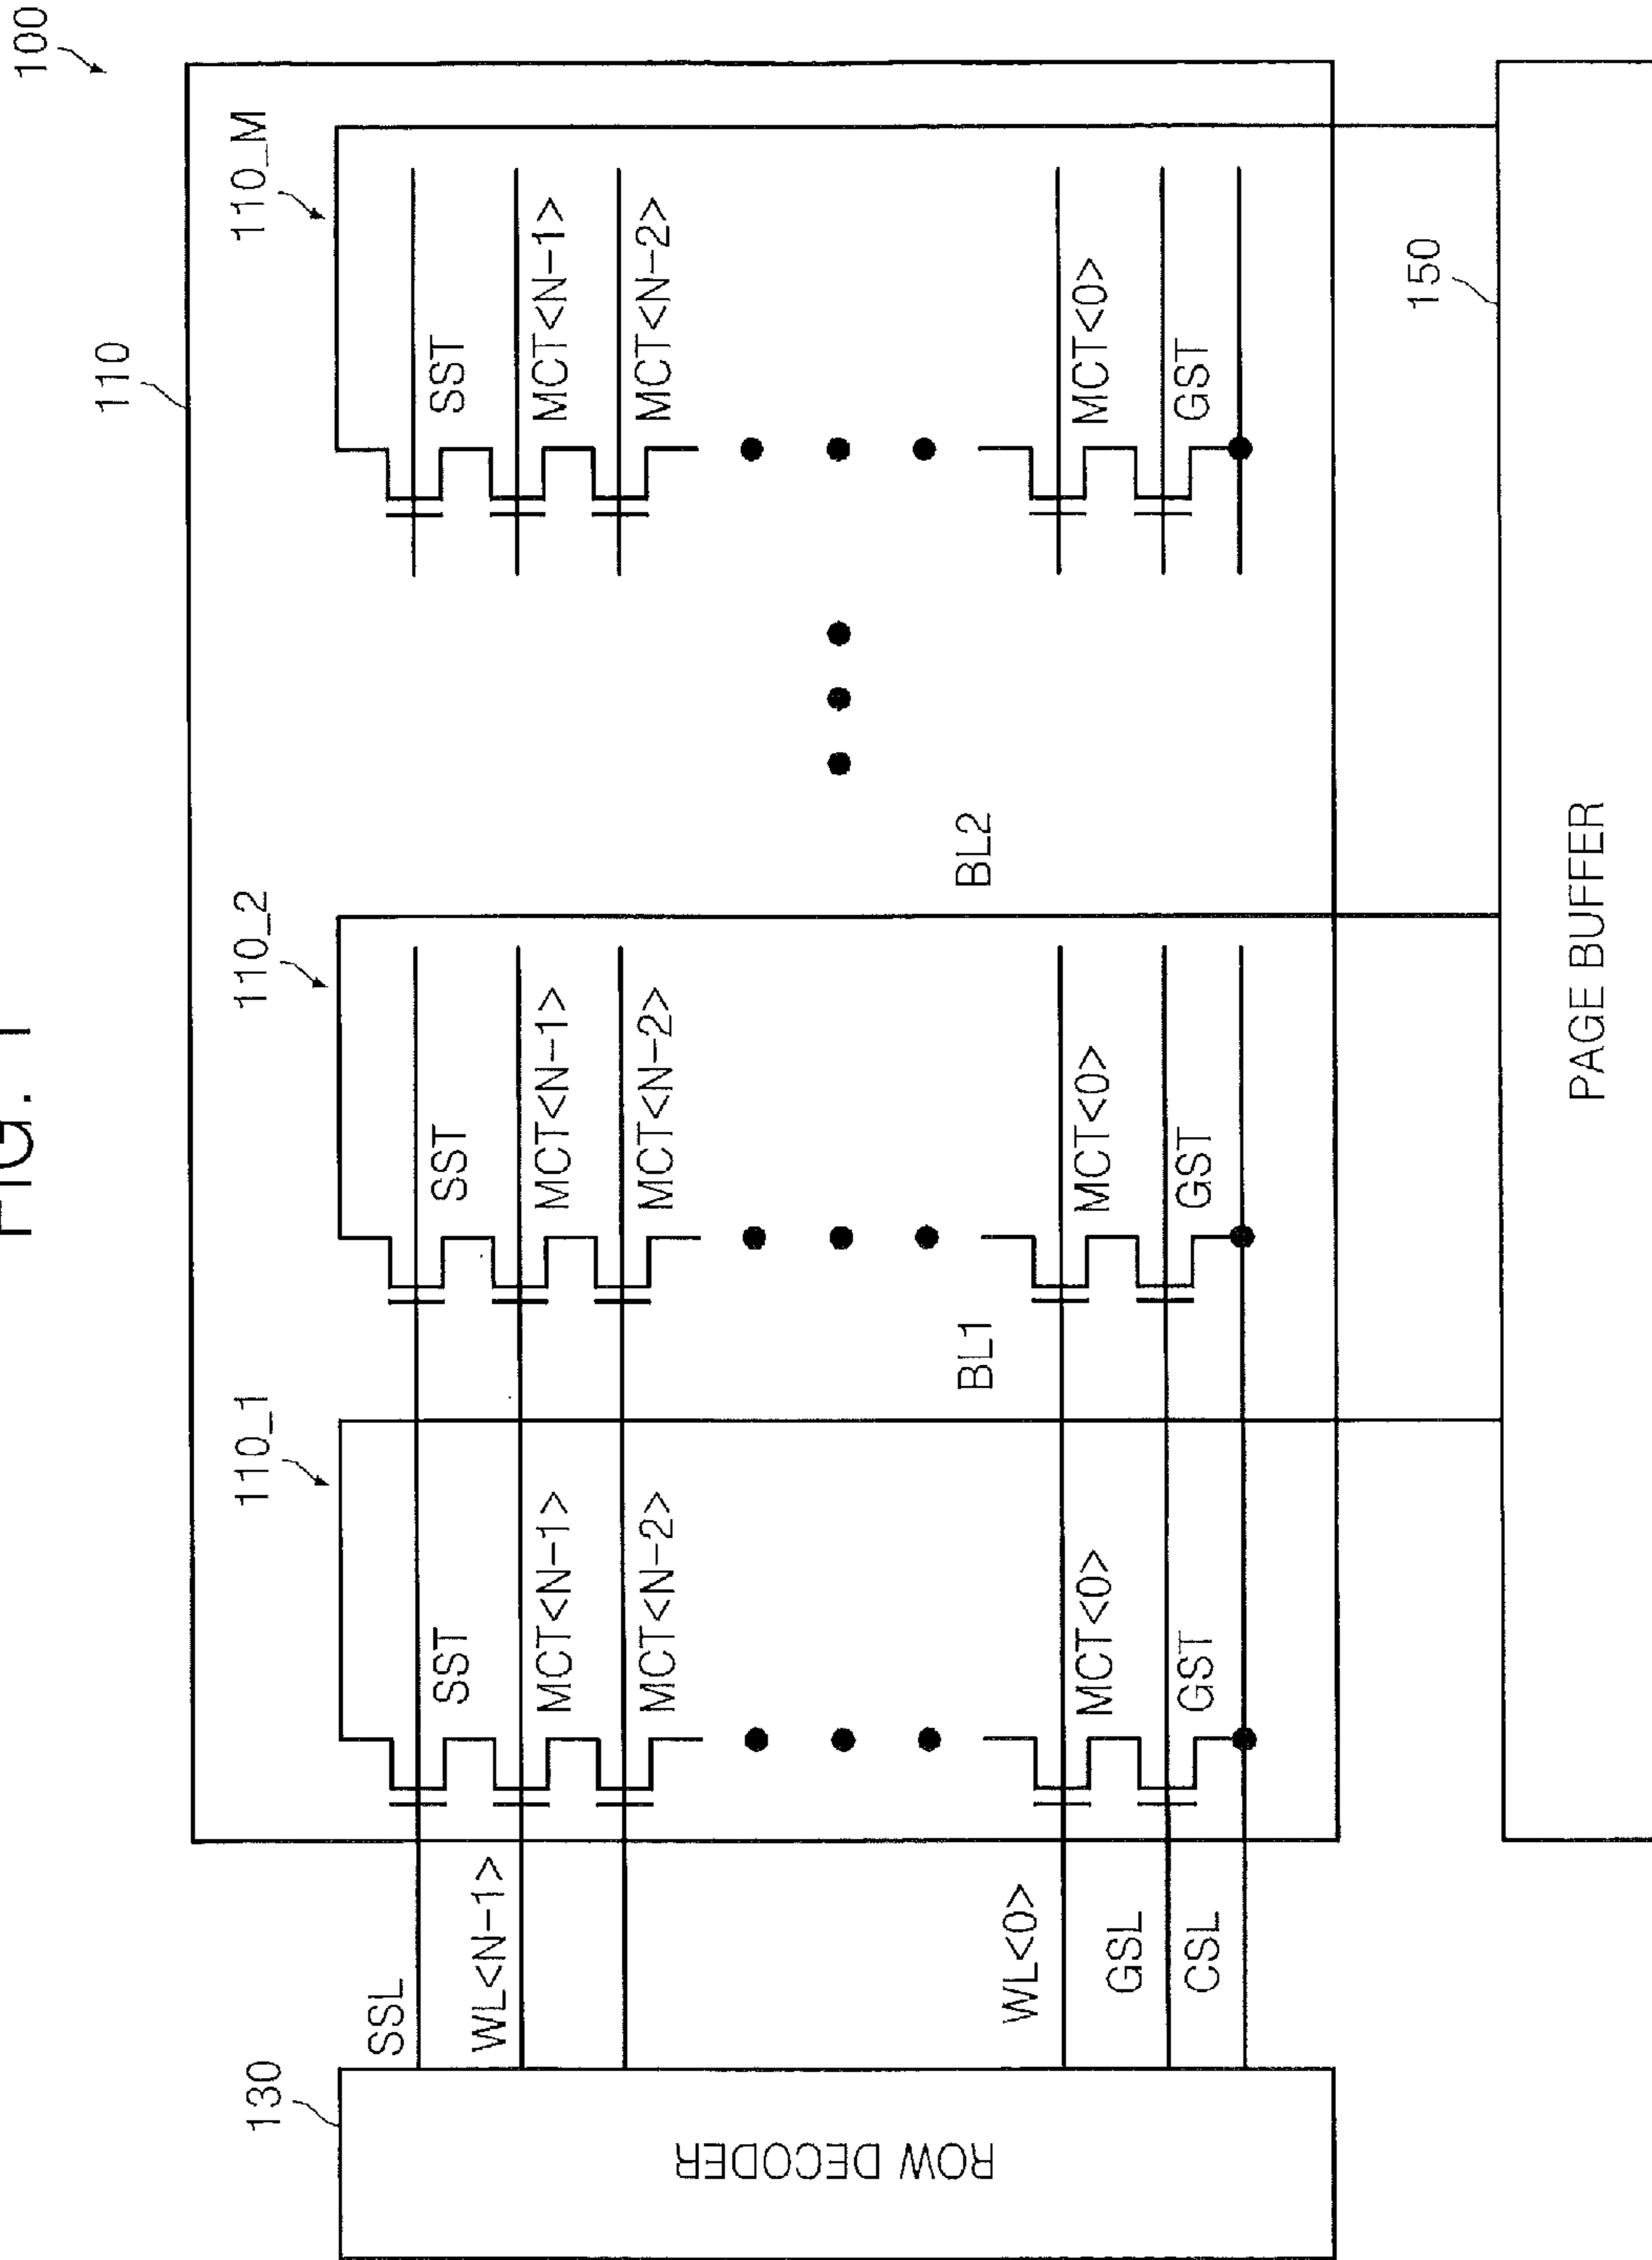 FIG. 1
100
110
110_1
110_2
110_M
130
SSL
SST
SST
SST
WL<N-1>
MCT<N-1>
MCT<N-1>
MCT<N-1>
MCT<N-2>
MCT<N-2>
MCT<N-2>
ROW DECODER
BL1
BL2
WL<0>
MCT<0>
MCT<0>
MCT<0>
GSL
GST
GST
GST
CSL
150
PAGE BUFFER